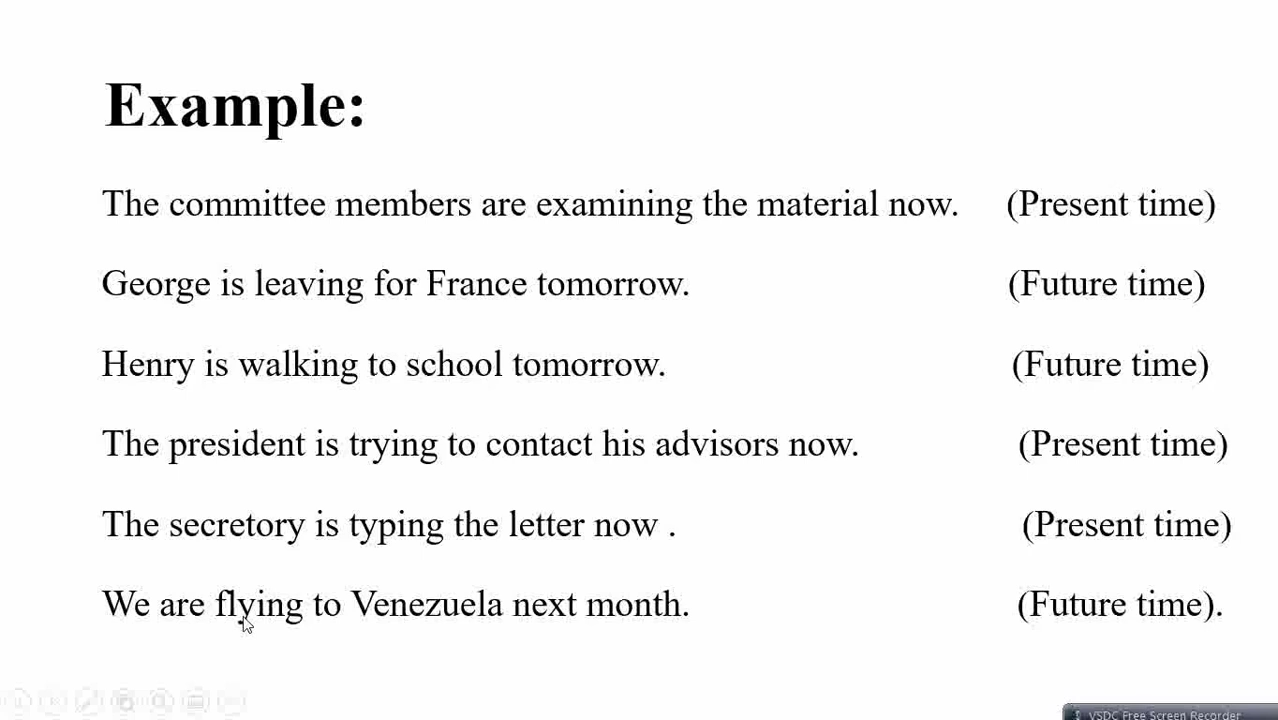 Example:
The committee members are examining the material now. (Present time)
George is leaving for France tomorrow. (Future time)
Henry is walking to school tomorrow. (Future time)
The president is trying to contact his advisors now. (Present time)
The secretory is typing the letter now . (Present time)
We are flying to Venezuela next month. (Future time).
VSDC Free Screen Recorder